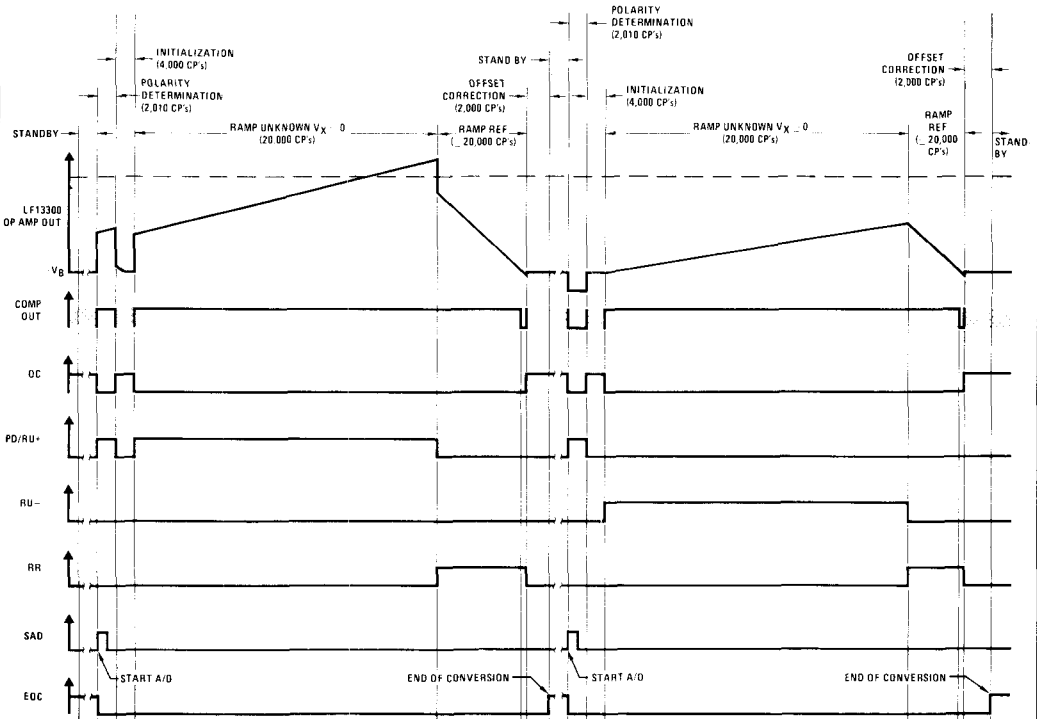 POLARITY
DETERMINATION
(2,010 CP's)
INITIALIZATION
(4,000 CP's)
STAND BY
OFFSET
CORRECTION
(2,000 CP's)
POLARITY
DETERMINATION
(2,010 CP's)
OFFSET
CORRECTION
(2,000 CP's)
INITIALIZATION
(4,000 CP's)
STANDBY
RAMP UNKNOWN VX 0
(20,000 CP's)
RAMP REF
(_ 20,000 CP's)
RAMP UNKNOWN VX 0
(20,000 CP's)
RAMP
REF
(_ 20,000
CP's)
STAND
BY
LF13300
OP AMP OUT
VB
COMP
OUT
OC
PD/RU+
RU-
RR
SAD
START A/D
END OF CONVERSION
START A/D
END OF CONVERSION
EOC